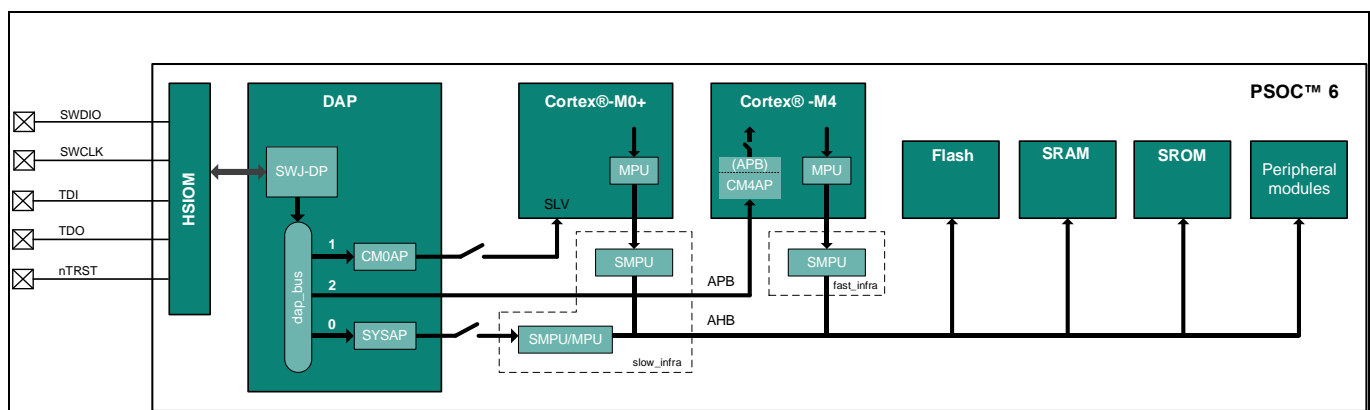 PSOC™ 6
SWDIO
SWCLK
TDI
TDO
nTRST
HSIOM
DAP
SWJ-DP
dap_bus
1
CM0AP
2
0
SYSAP
Cortex®-M0+
MPU
SLV
SMPU
SMPU/MPU
slow_infra
APB
AHB
Cortex® -M4
(APB)
CM4AP
MPU
SMPU
fast_infra
Flash
SRAM
SROM
Peripheral
modules